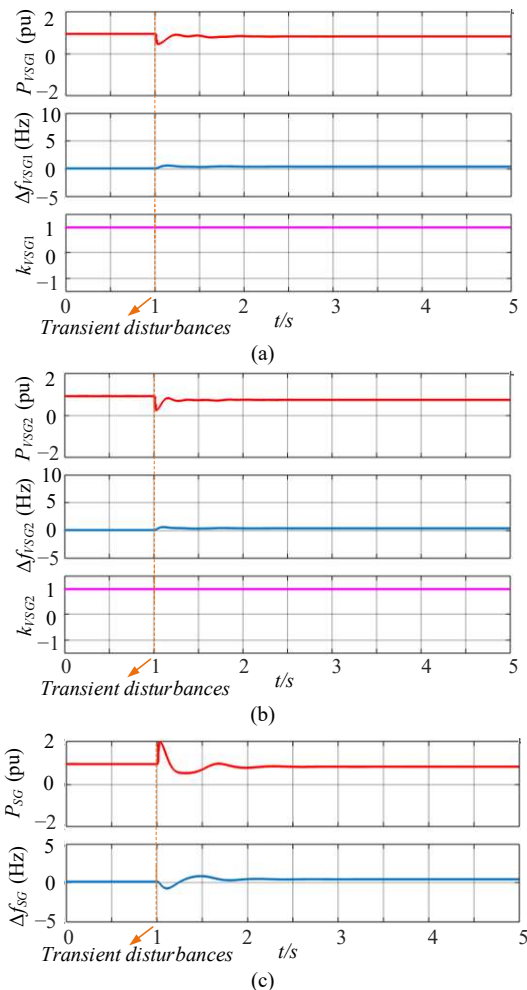 P_VSG1 (pu)
2
0
−2
Δf_VSG1 (Hz)
10
5
0
−5
k_VSG1
1
0
−1
0 1 2 3 4 5
Transient disturbances t/s
(a)
P_VSG2 (pu)
2
0
−2
Δf_VSG2 (Hz)
10
5
0
−5
k_VSG2
1
0
−1
0 1 2 3 4 5
Transient disturbances t/s
(b)
P_SG (pu)
2
0
−2
Δf_SG (Hz)
5
0
5
0 1 2 3 4 5
Transient disturbances t/s
(c)